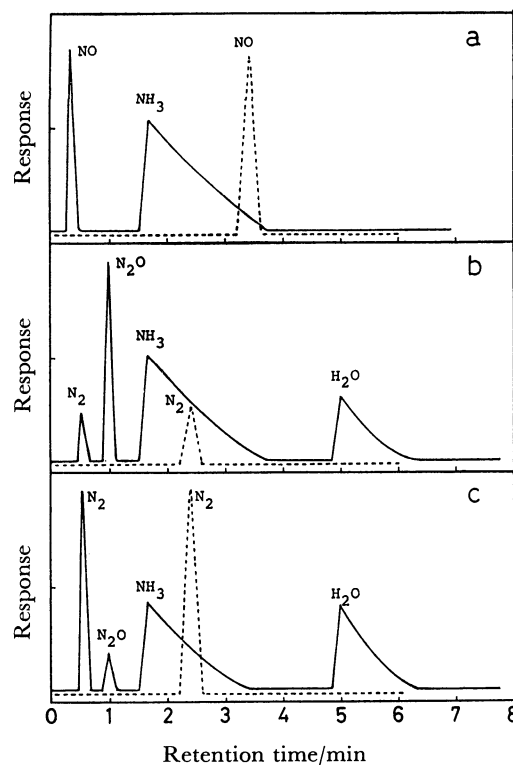 a
NO
NO
NH₃
Response
b
N₂O
NH₃
N₂
N₂
H₂O
Response
c
N₂
N₂
NH₃
N₂O
H₂O
Response
0 1 2 3 4 5 6 7 8
Retention time/min